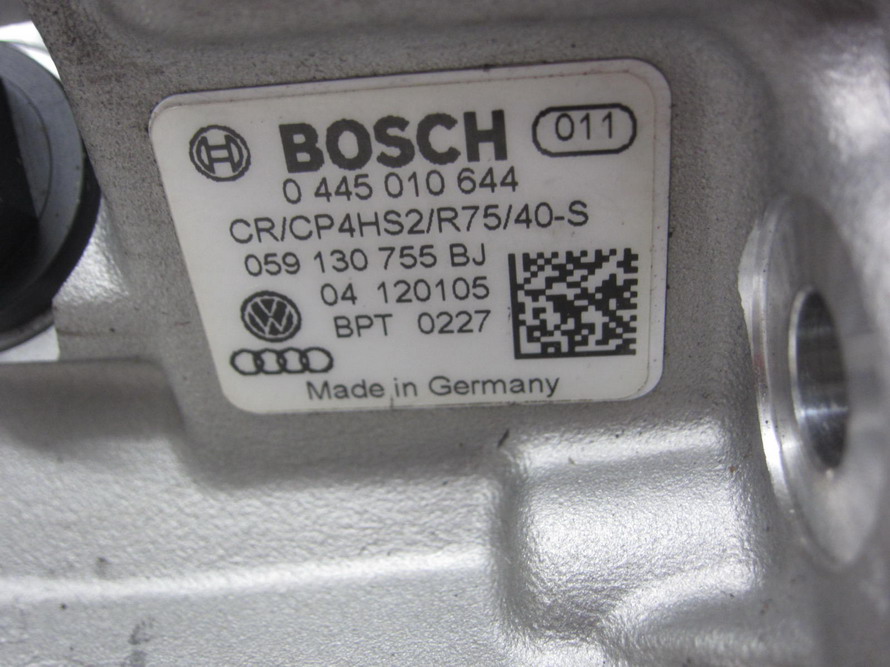 BOSCH 011
0 445 010 644
CR/CP4HS2/R75/40-S
059 130 755 BJ
04 120105
BPT 0227
Made in Germany